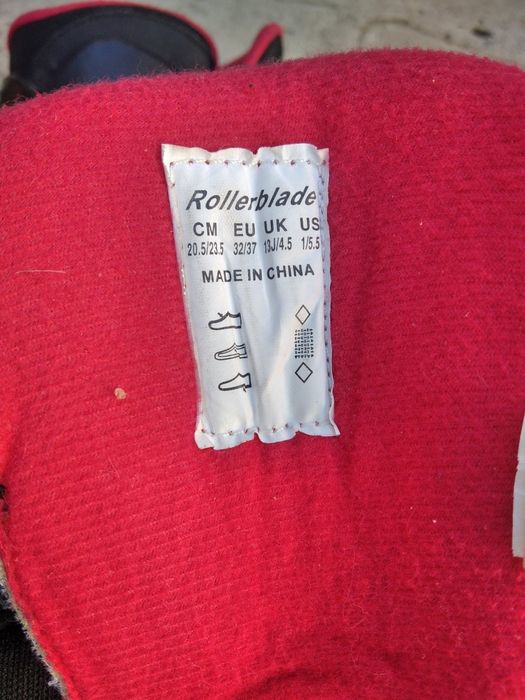 Rollerblade
CM EU UK US
20.5/23.5 32/37 13J/4.5 1/5.5
MADE IN CHINA